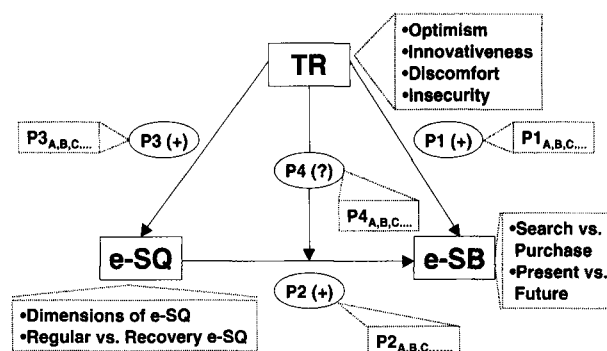 TR
•Optimism
•Innovativeness
•Discomfort
•Insecurity
P3A,B,C....
P3 (+)
P1 (+)
P1A,B,C....
P4 (?)
P4A,B,C....
e-SQ
e-SB
•Search vs.
Purchase
•Present vs.
Future
P2 (+)
•Dimensions of e-SQ
•Regular vs. Recovery e-SQ
P2A,B,C......